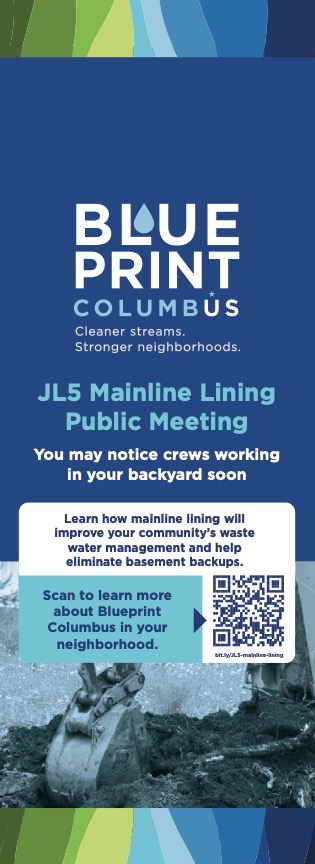 BLUE
PRINT
COLUMBUS
Cleaner streams.
Stronger neighborhoods.
JL5 Mainline Lining
Public Meeting
You may notice crews working
in your backyard soon
Learn how mainline lining will
improve your community's waste
water management and help
eliminate basement backups.
Scan to learn more
about Blueprint
Columbus in your
neighborhood.
bit.ly/JL5-mainline-lining